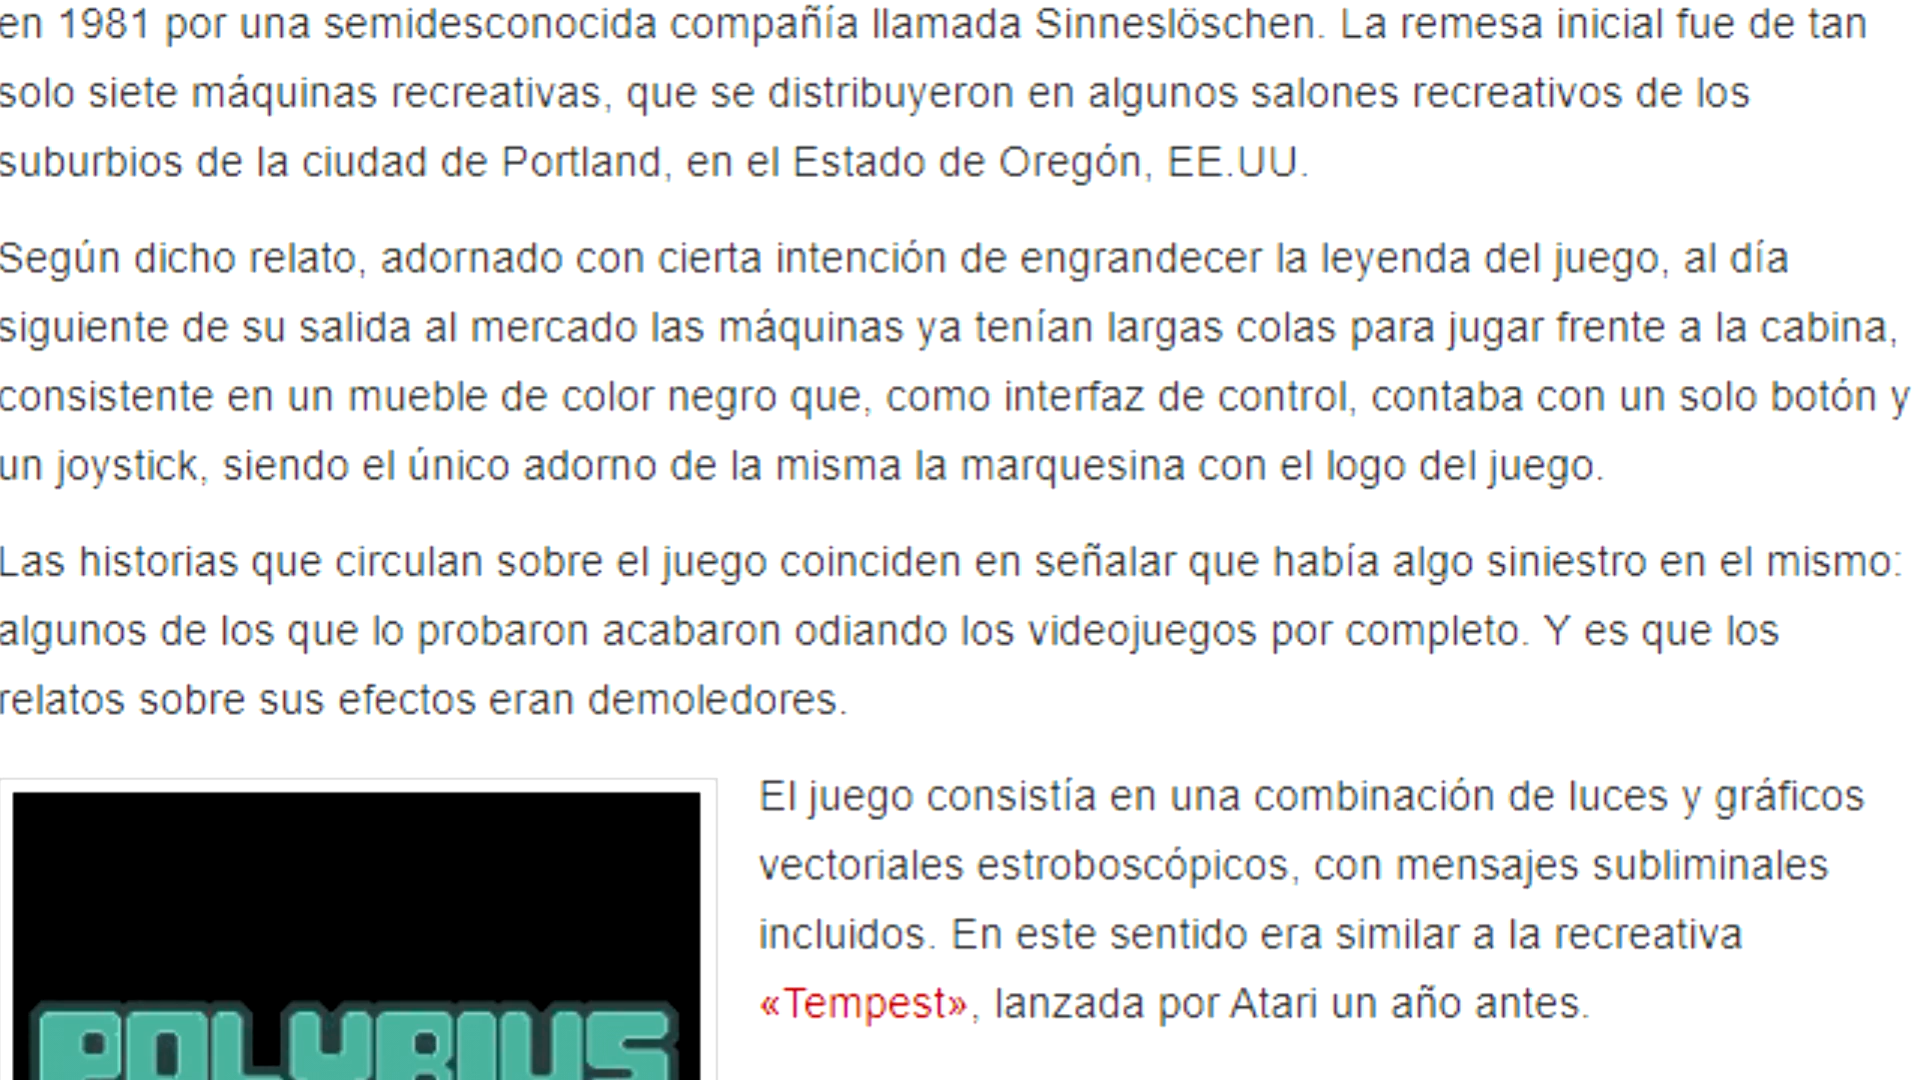 en 1981 por una semidesconocida compañía llamada Sinneslöschen. La remesa inicial fue de tan
solo siete máquinas recreativas, que se distribuyeron en algunos salones recreativos de los
suburbios de la ciudad de Portland, en el Estado de Oregón, EE.UU.
Según dicho relato, adornado con cierta intención de engrandecer la leyenda del juego, al día
siguiente de su salida al mercado las máquinas ya tenían largas colas para jugar frente a la cabina,
consistente en un mueble de color negro que, como interfaz de control, contaba con un solo botón y
un joystick, siendo el único adorno de la misma la marquesina con el logo del juego.
Las historias que circulan sobre el juego coinciden en señalar que había algo siniestro en el mismo:
algunos de los que lo probaron acabaron odiando los videojuegos por completo. Y es que los
relatos sobre sus efectos eran demoledores.
El juego consistía en una combinación de luces y gráficos
vectoriales estroboscópicos, con mensajes subliminales
incluidos. En este sentido era similar a la recreativa
«Tempest», lanzada por Atari un año antes.
POLYBIUS